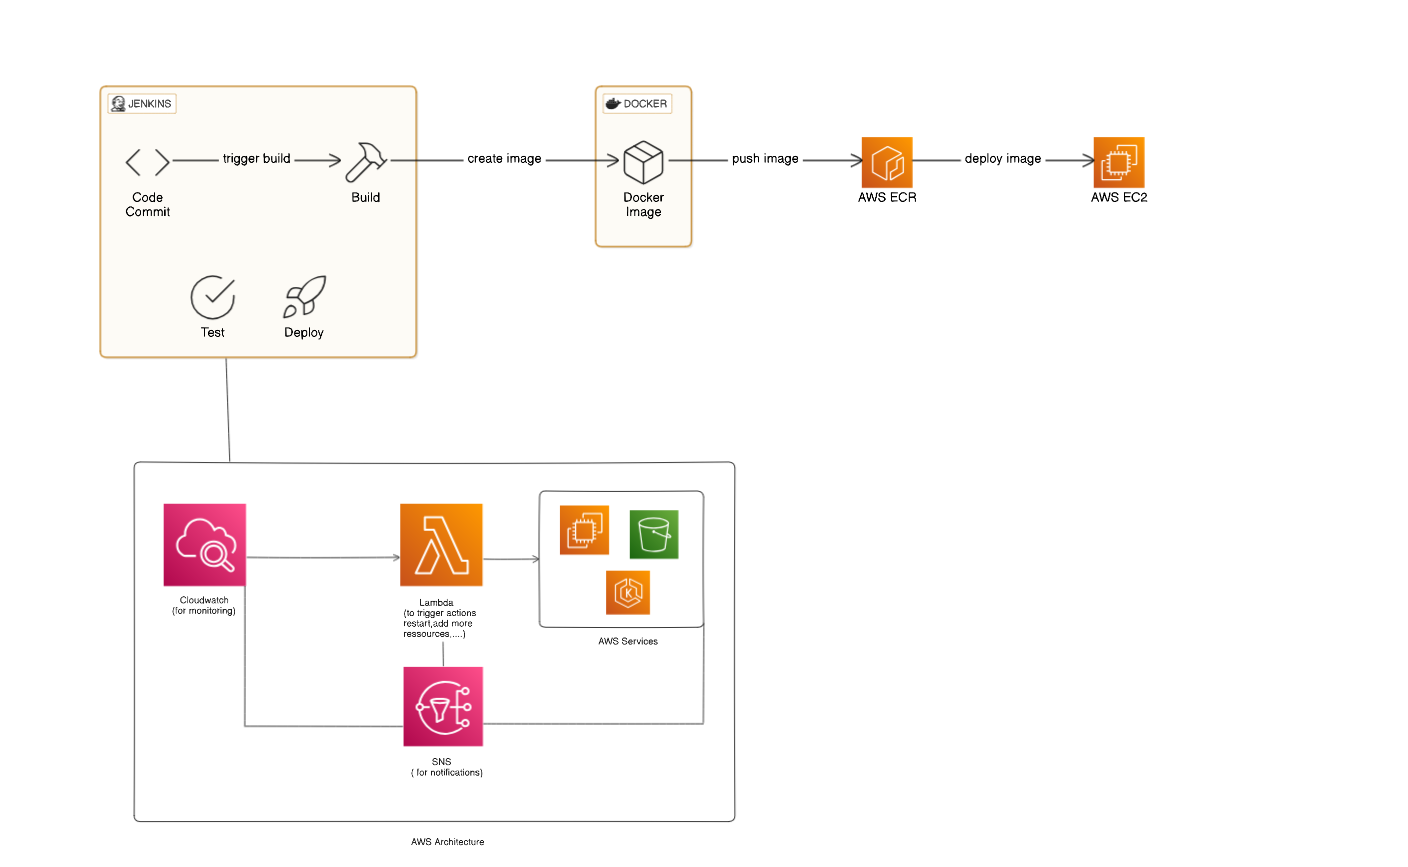 JENKINS
DOCKER
trigger build
create image
push image
deploy image
Code
Commit
Build
Docker
Image
AWS ECR
AWS EC2
Test
Deploy
Cloudwatch
(for monitoring)
Lambda
(to trigger actions
restart,add more
ressources,....)
K
AWS Services
SNS
( for notifications)
AWS Architecture